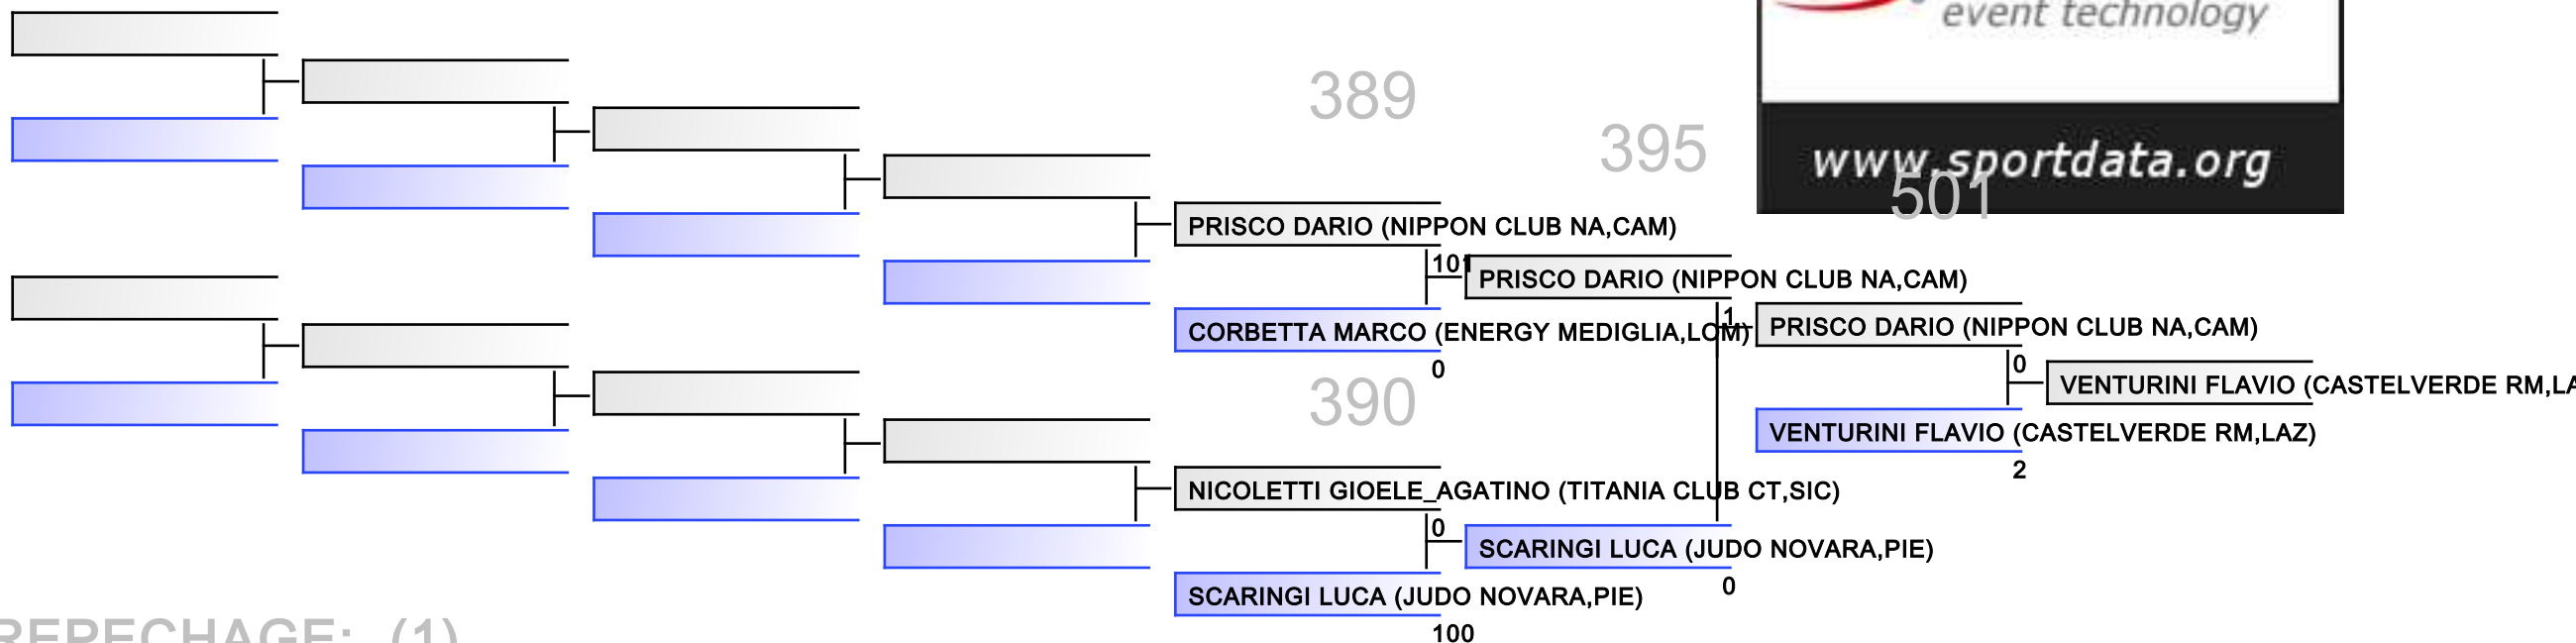 event technology
389
395
www.sportdata.org
501
PRISCO DARIO (NIPPON CLUB NA,CAM)
101
PRISCO DARIO (NIPPON CLUB NA,CAM)
1
PRISCO DARIO (NIPPON CLUB NA,CAM)
CORBETTA MARCO (ENERGY MEDIGLIA,LOM)
0
0
VENTURINI FLAVIO (CASTELVERDE RM,LA
390
VENTURINI FLAVIO (CASTELVERDE RM,LAZ)
2
NICOLETTI GIOELE_AGATINO (TITANIA CLUB CT,SIC)
0
SCARINGI LUCA (JUDO NOVARA,PIE)
0
SCARINGI LUCA (JUDO NOVARA,PIE)
100
REPECHAGE: (1)